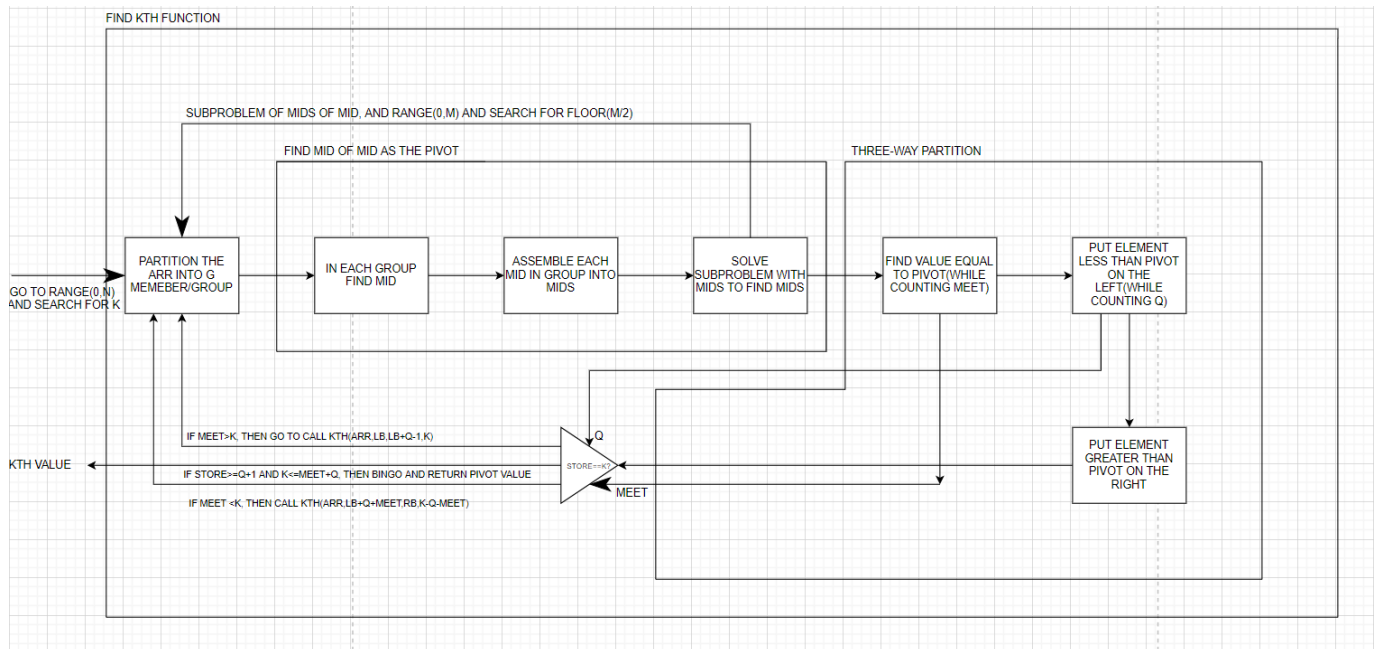 FIND KTH FUNCTION
SUBPROBLEM OF MIDS OF MID, AND RANGE(0,M) AND SEARCH FOR FLOOR(M/2)
FIND MID OF MID AS THE PIVOT
THREE-WAY PARTITION
GO TO RANGE(0,N)
AND SEARCH FOR K
PARTITION THE
ARR INTO G
MEMEBER/GROUP
IN EACH GROUP
FIND MID
ASSEMBLE EACH
MID IN GROUP INTO
MIDS
SOLVE
SUBPROBLEM WITH
MIDS TO FIND MIDS
FIND VALUE EQUAL
TO PIVOT(WHILE
COUNTING MEET)
PUT ELEMENT
LESS THAN PIVOT
ON THE
LEFT(WHILE
COUNTING Q)
IF MEET>K, THEN GO TO CALL KTH(ARR,LB,LB+Q-1,K)
Q
KTH VALUE
IF STORE>=Q+1 AND K<=MEET+Q, THEN BINGO AND RETURN PIVOT VALUE
STORE==K?
MEET
IF MEET <K, THEN CALL KTH(ARR,LB+Q+MEET,RB,K-Q-MEET)
PUT ELEMENT
GREATER THAN
PIVOT ON THE
RIGHT